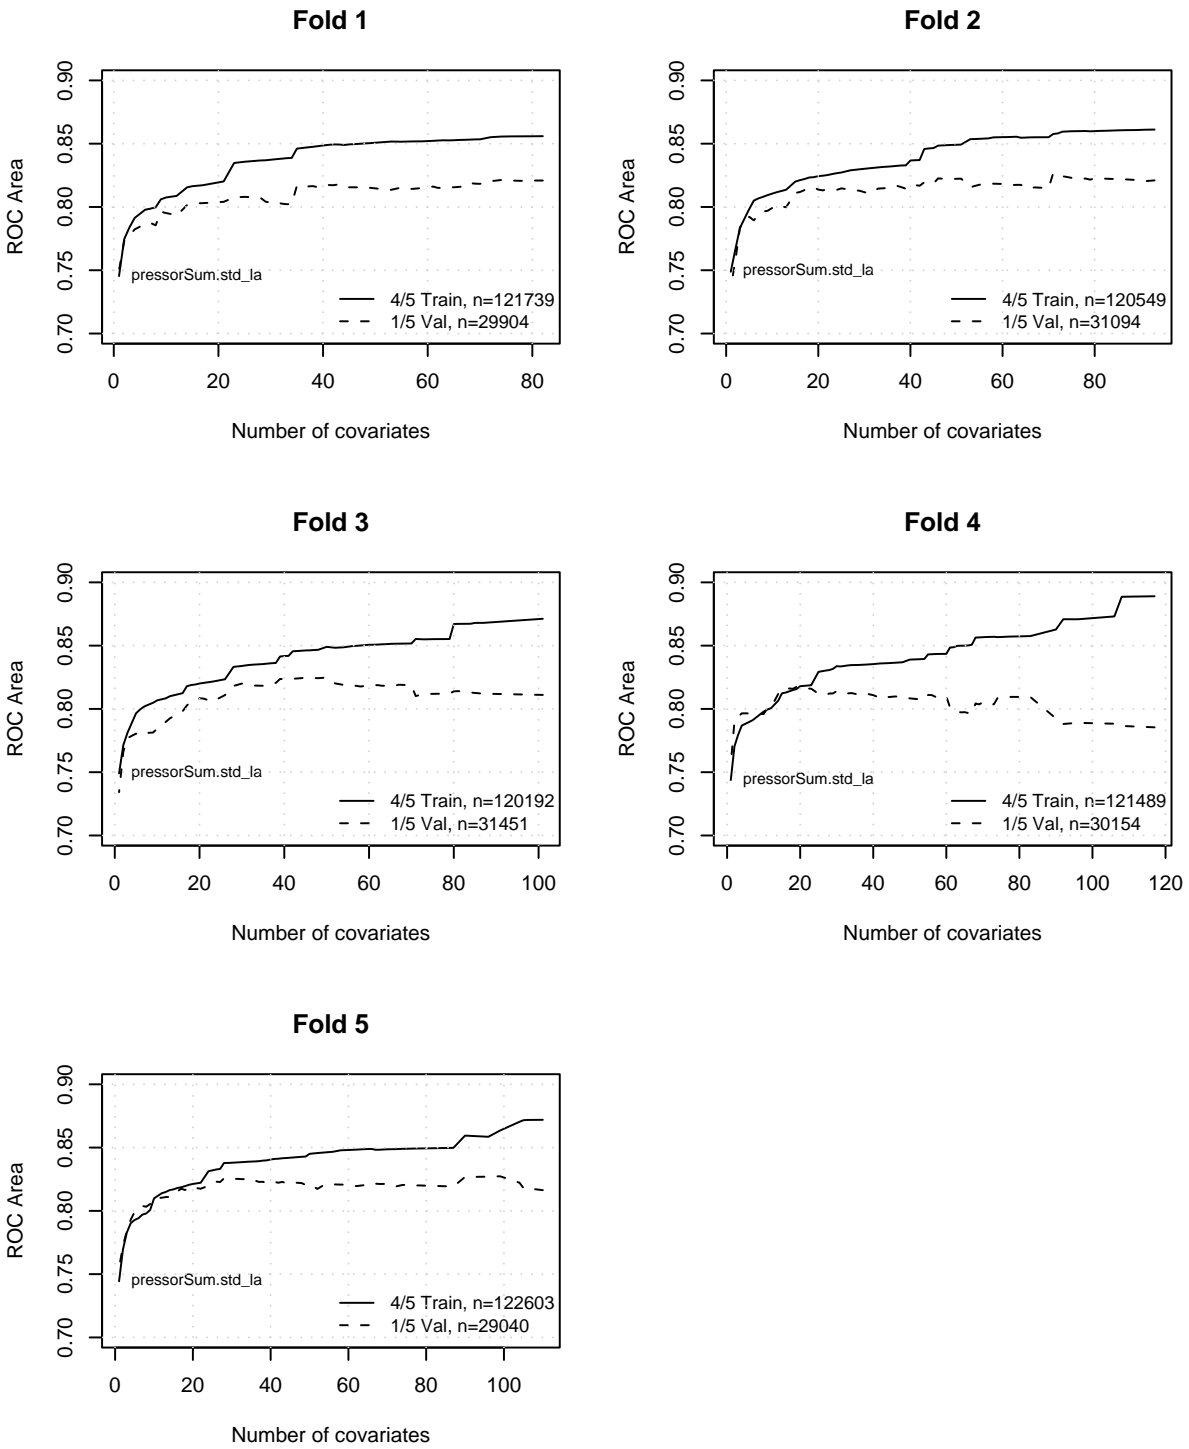 Fold 1
ROC Area
0.90
0.85
0.80
0.75
0.70
pressorSum.std_la
4/5 Train, n=121739
1/5 Val, n=29904
0 20 40 60 80
Number of covariates
Fold 2
ROC Area
0.90
0.85
0.80
0.75
0.70
pressorSum.std_la
4/5 Train, n=120549
1/5 Val, n=31094
0 20 40 60 80
Number of covariates
Fold 3
ROC Area
0.90
0.85
0.80
0.75
0.70
pressorSum.std_la
4/5 Train, n=120192
1/5 Val, n=31451
0 20 40 60 80 100
Number of covariates
Fold 4
ROC Area
0.90
0.85
0.80
0.75
0.70
pressorSum.std_la
4/5 Train, n=121489
1/5 Val, n=30154
0 20 40 60 80 100 120
Number of covariates
Fold 5
ROC Area
0.90
0.85
0.80
0.75
0.70
pressorSum.std_la
4/5 Train, n=122603
1/5 Val, n=29040
0 20 40 60 80 100
Number of covariates